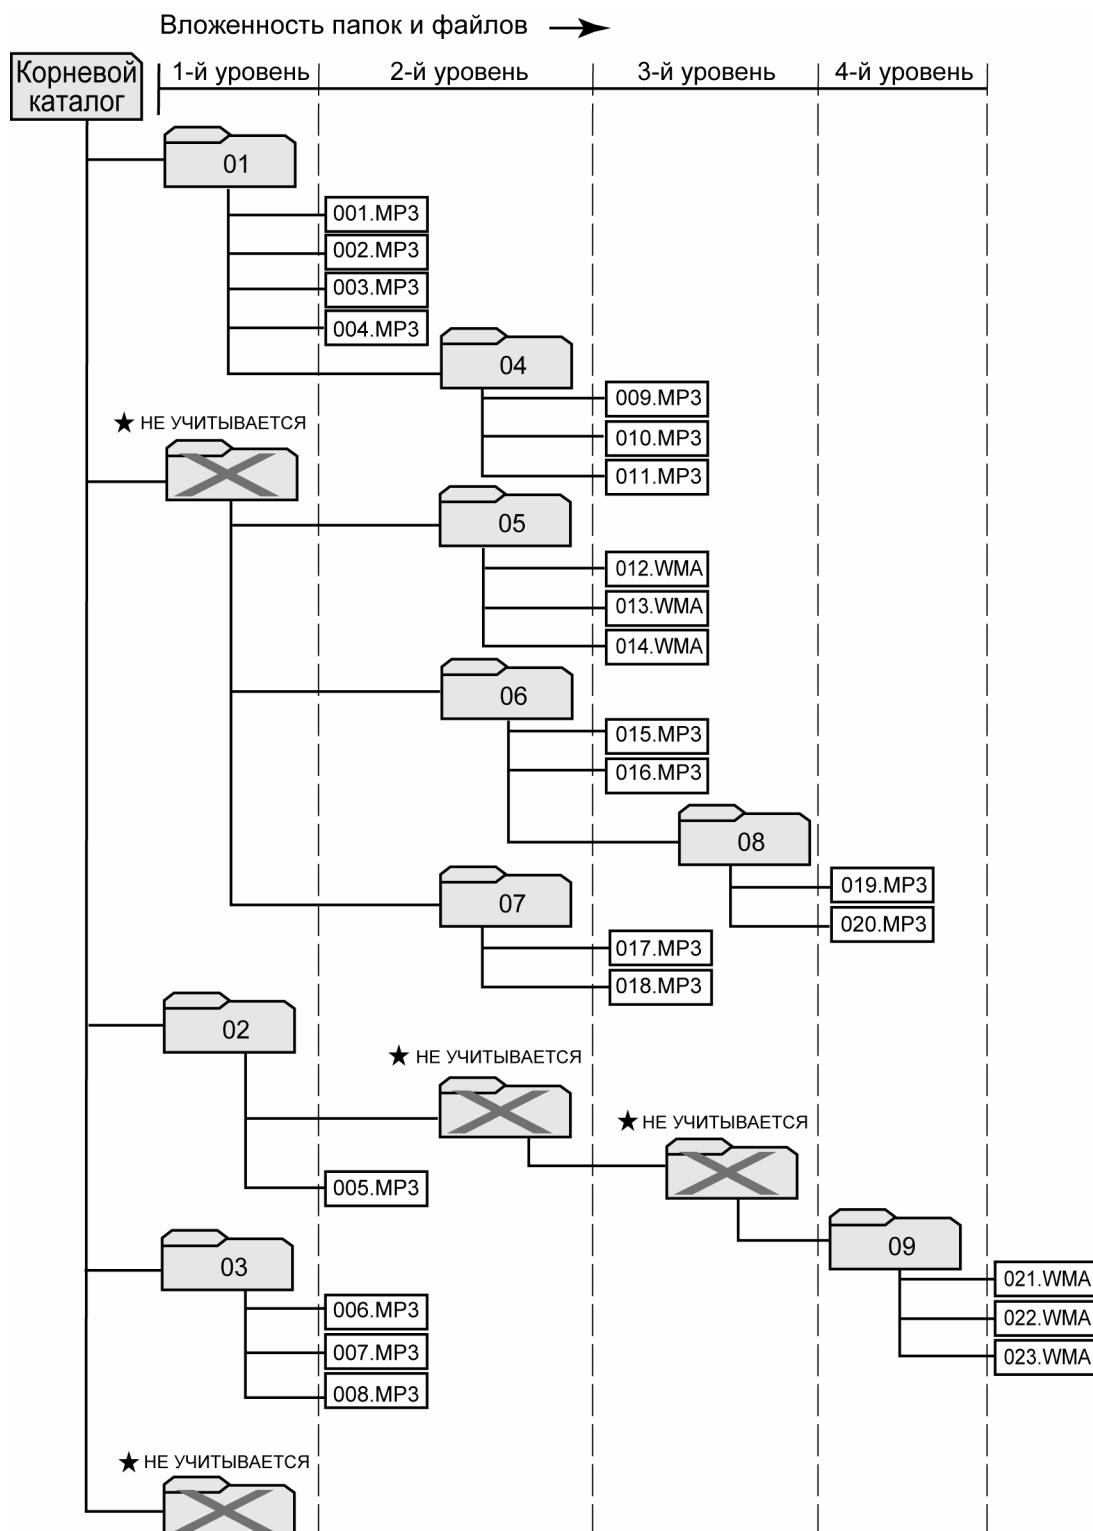 Вложенность папок и файлов
Корневой
каталог
1-й уровень
2-й уровень
3-й уровень
4-й уровень
01
001.MP3
002.MP3
003.MP3
004.MP3
04
009.MP3
010.MP3
011.MP3
★ НЕ УЧИТЫВАЕТСЯ
05
012.WMA
013.WMA
014.WMA
06
015.MP3
016.MP3
08
019.MP3
020.MP3
07
017.MP3
018.MP3
02
★ НЕ УЧИТЫВАЕТСЯ
★ НЕ УЧИТЫВАЕТСЯ
005.MP3
09
021.WMA
022.WMA
023.WMA
03
006.MP3
007.MP3
008.MP3
★ НЕ УЧИТЫВАЕТСЯ